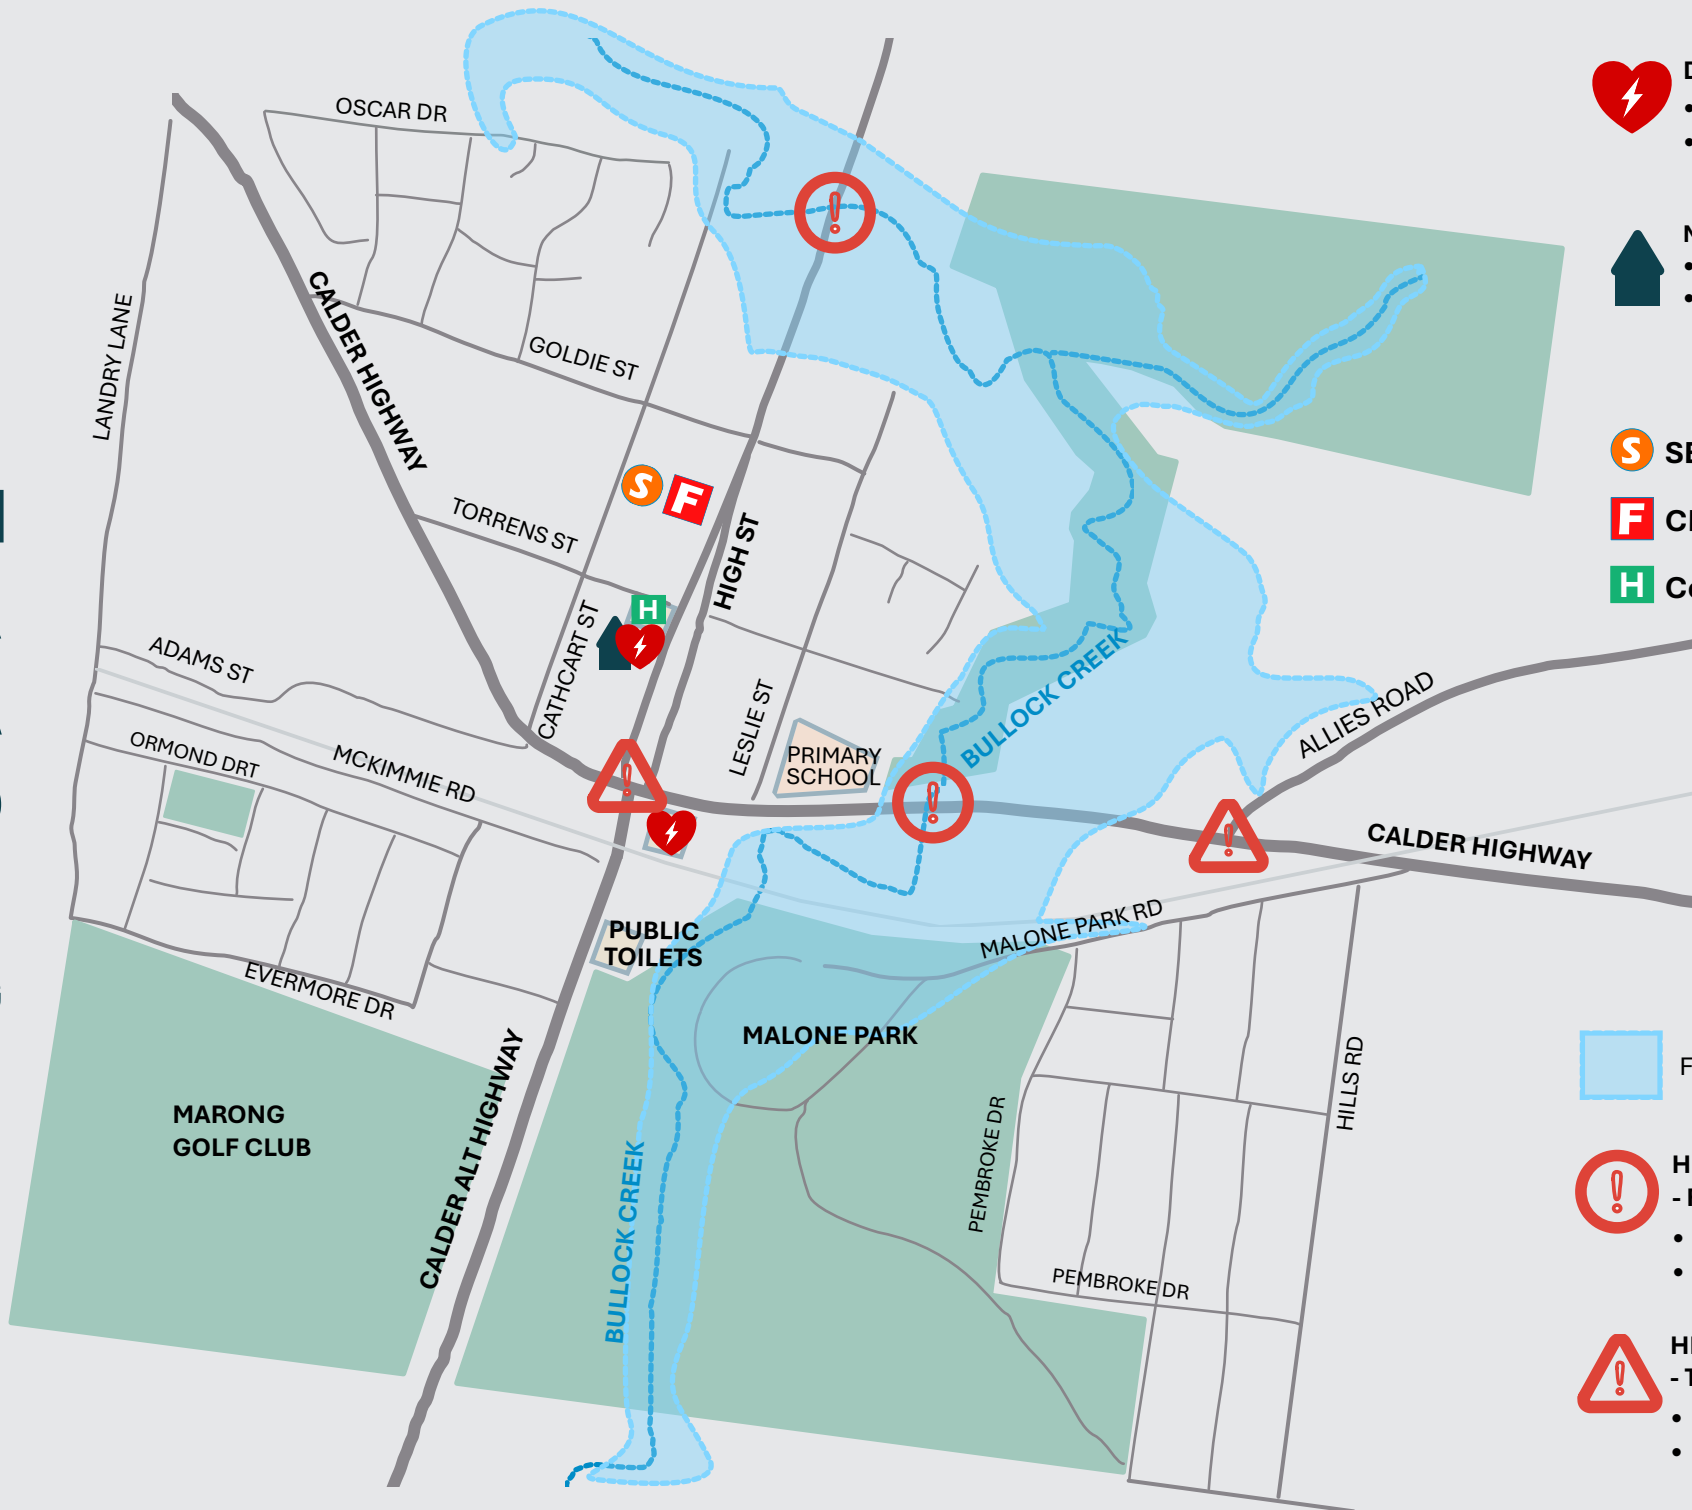 OSCAR DR
CALDER HIGHWAY
LANDRY LANE
GOLDIE ST
S
F
TORRENS ST
HIGH ST
H
CATHCART ST
ADAMS ST
LESLIE ST
BULLOCK CREEK
ALLIES ROAD
ORMOND DRT
MCKIMMIE RD
PRIMARY
SCHOOL
CALDER HIGHWAY
MALONE PARK RD
PUBLIC
TOILETS
EVERMORE DR
MALONE PARK
MARONG
GOLF CLUB
CALDER ALT HIGHWAY
BULLOCK CREEK
PEMBROKE DR
HILLS RD
PEMBROKE DR
S
F
H